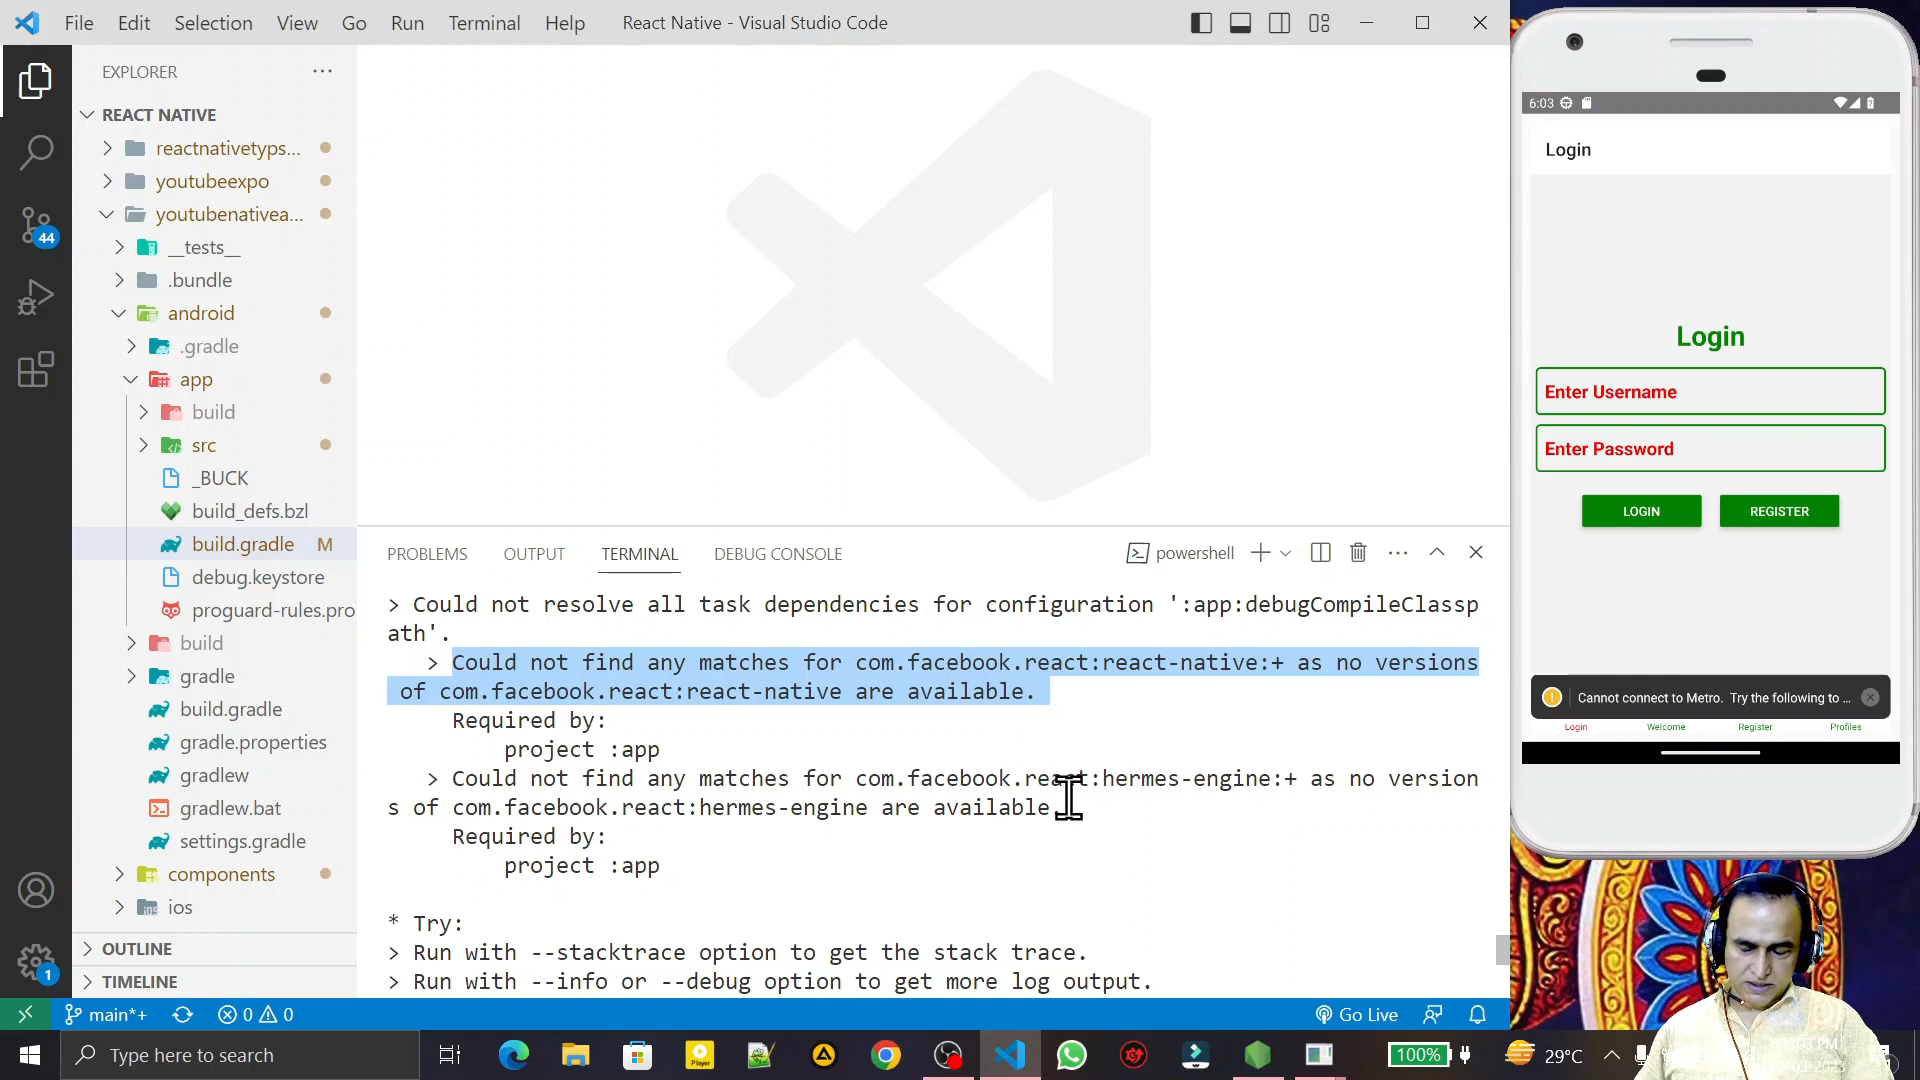 File Edit Selection View Go Run Terminal Help React Native - Visual Studio Code
EXPLORER
REACT NATIVE
reactnativetyps...
youtubeexpo
youtubenativea...
__tests__
.bundle
android
.gradle
app
build
src
_BUCK
build_defs.bzl
build.gradle M
debug.keystore
proguard-rules.pro
build
gradle
build.gradle
gradle.properties
gradlew
gradlew.bat
settings.gradle
components
ios
OUTLINE
TIMELINE
44
1
PROBLEMS OUTPUT TERMINAL DEBUG CONSOLE powershell
> Could not resolve all task dependencies for configuration ':app:debugCompileClassp
ath'.
> Could not find any matches for com.facebook.react:react-native:+ as no versions
of com.facebook.react:react-native are available.
Required by:
project :app
> Could not find any matches for com.facebook.react:hermes-engine:+ as no version
s of com.facebook.react:hermes-engine are available.
Required by:
project :app
* Try:
> Run with --stacktrace option to get the stack trace.
> Run with --info or --debug option to get more log output.
main*+ 0 0 Go Live
Type here to search
Player
100% 29°C
6:03
Login
Login
Enter Username
Enter Password
LOGIN REGISTER
Cannot connect to Metro. Try the following to ...
Login Welcome Register Profiles